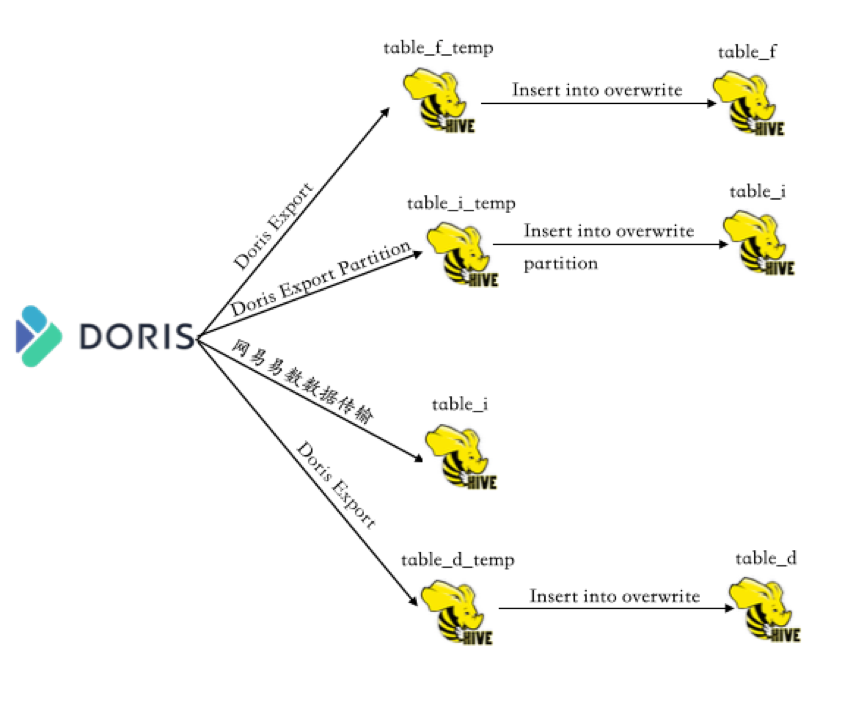 table_f_temp
table_f
HIVE
Insert into overwrite
HIVE
Doris Export
table_i_temp
table_i
HIVE
Insert into overwrite
partition
HIVE
Doris Export Partition
DORIS
网易易数数据传输
table_i
HIVE
Doris Export
table_d_temp
table_d
HIVE
Insert into overwrite
HIVE